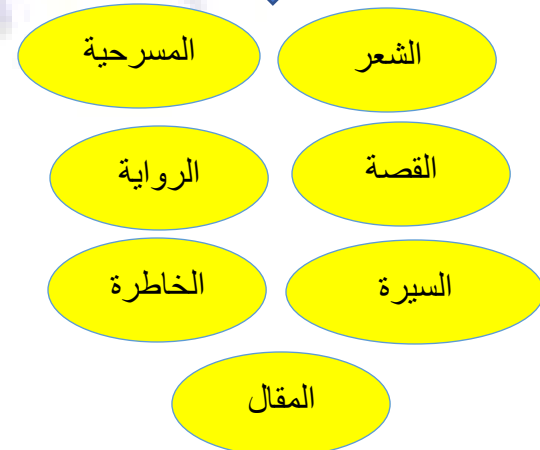 الشعر
المسرحية
القصة
الرواية
السيرة
الخاطرة
المقال